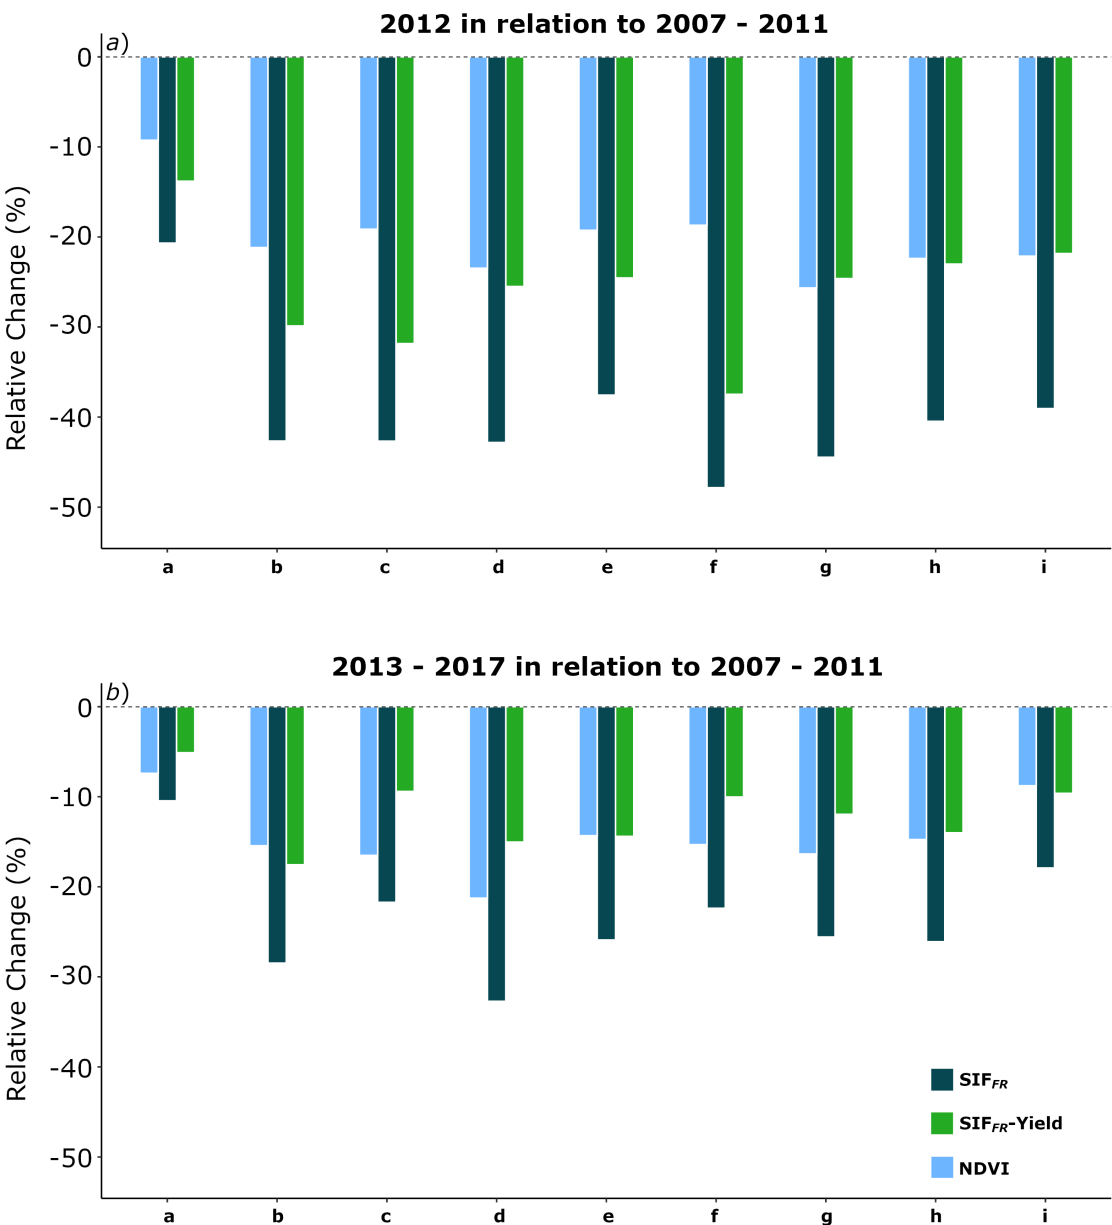 2012 in relation to 2007 - 2011
a)
0
-10
-20
-30
-40
-50
Relative Change (%)
a b c d e f g h i
2013 - 2017 in relation to 2007 - 2011
b)
0
-10
-20
-30
-40
-50
Relative Change (%)
SIFFR
SIFFR-Yield
NDVI
a b c d e f g h i